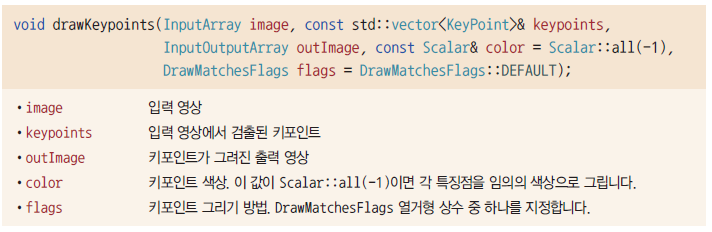 void drawKeypoints(InputArray image, const std::vector<KeyPoint>& keypoints,
InputOutputArray outImage, const Scalar& color = Scalar::all(-1),
DrawMatchesFlags flags = DrawMatchesFlags::DEFAULT);
• image 입력 영상
• keypoints 입력 영상에서 검출된 키포인트
• outImage 키포인트가 그려진 출력 영상
• color 키포인트 색상. 이 값이 Scalar::all(-1)이면 각 특징점을 임의의 색상으로 그립니다.
• flags 키포인트 그리기 방법. DrawMatchesFlags 열거형 상수 중 하나를 지정합니다.